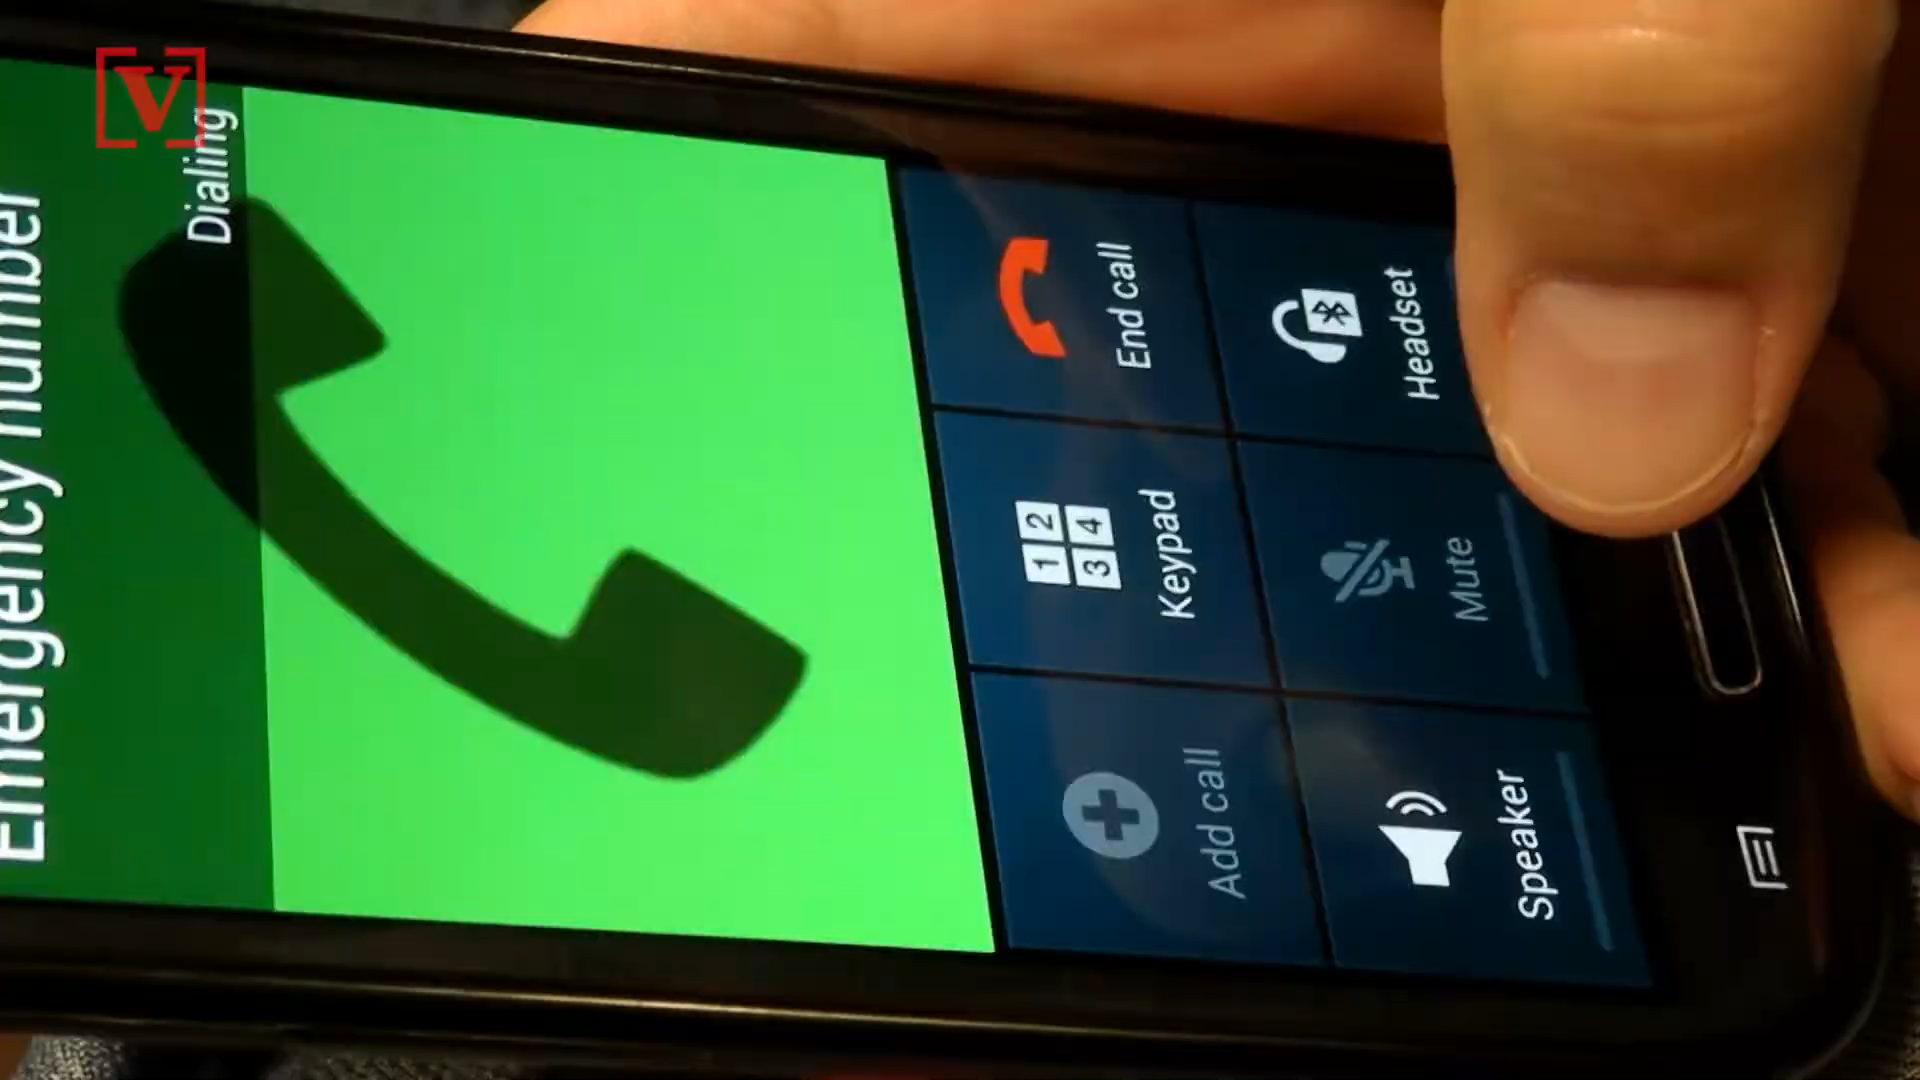 V
Emergency number
Dialing
Add call
Keypad
1 2
3 4
End call
Speaker
Mute
Headset